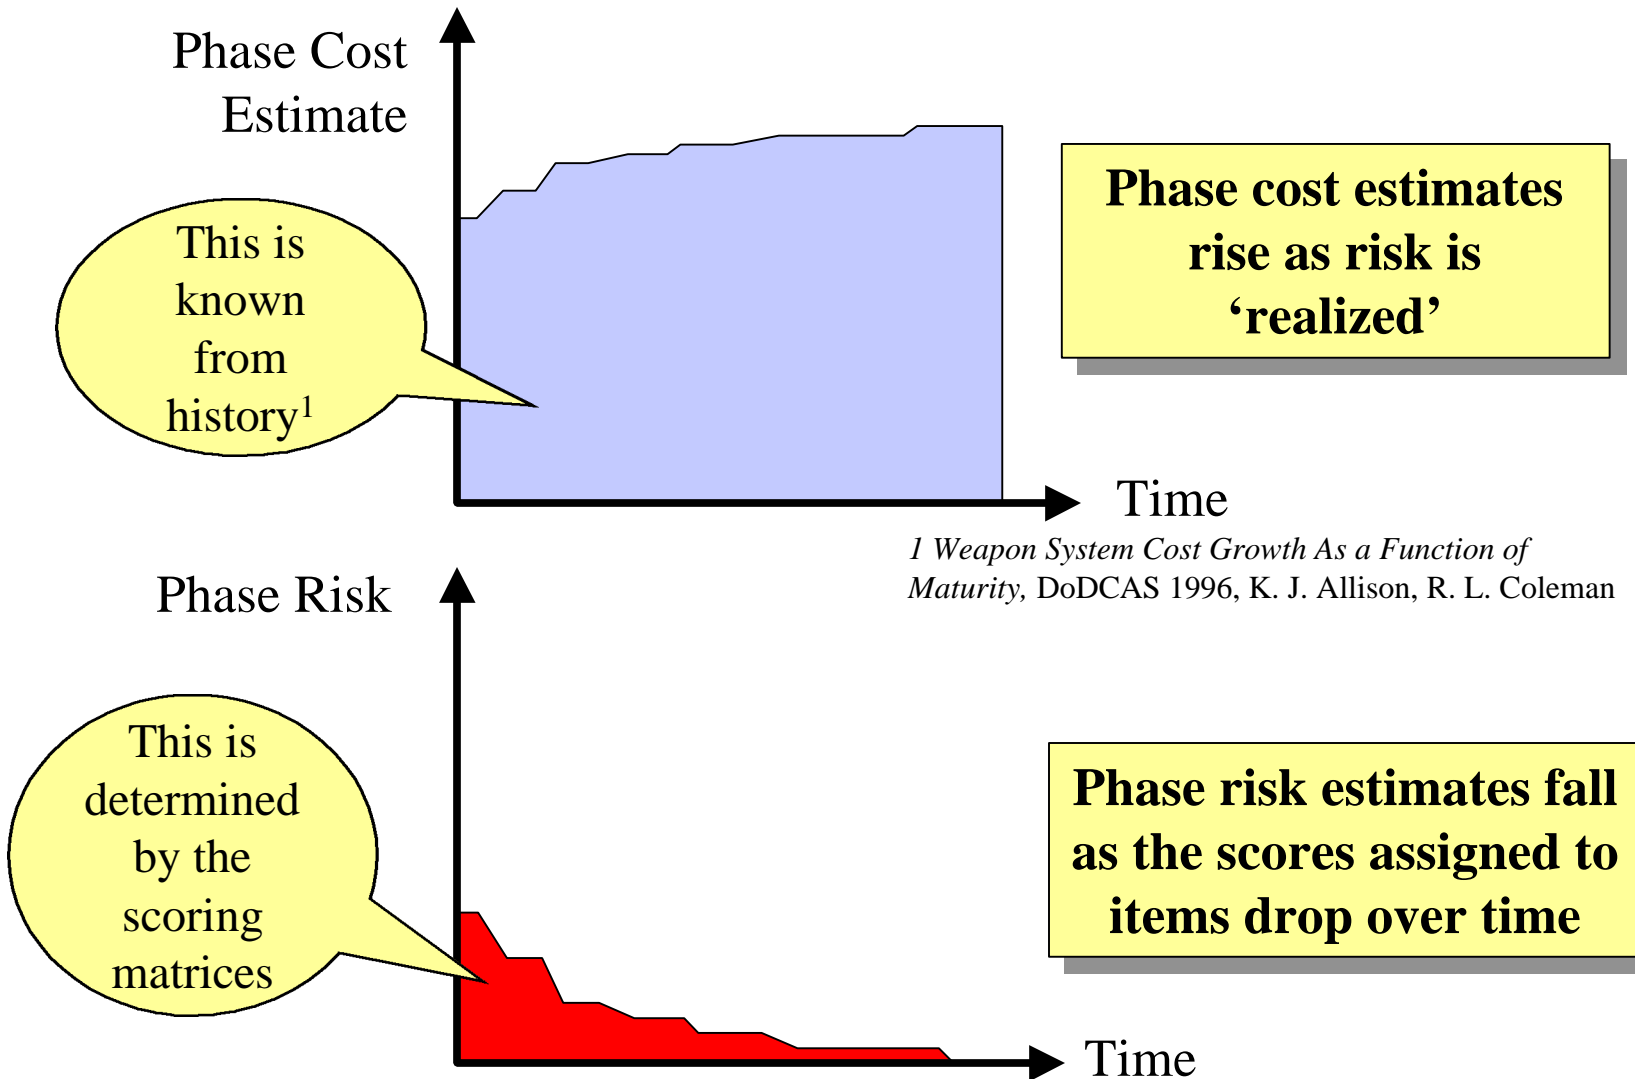 Phase Cost
Estimate
This is
known
from
history¹
Phase cost estimates
rise as risk is
‘realized’
Time
1 Weapon System Cost Growth As a Function of
Maturity, DoDCAS 1996, K. J. Allison, R. L. Coleman
Phase Risk
This is
determined
by the
scoring
matrices
Phase risk estimates fall
as the scores assigned to
items drop over time
Time